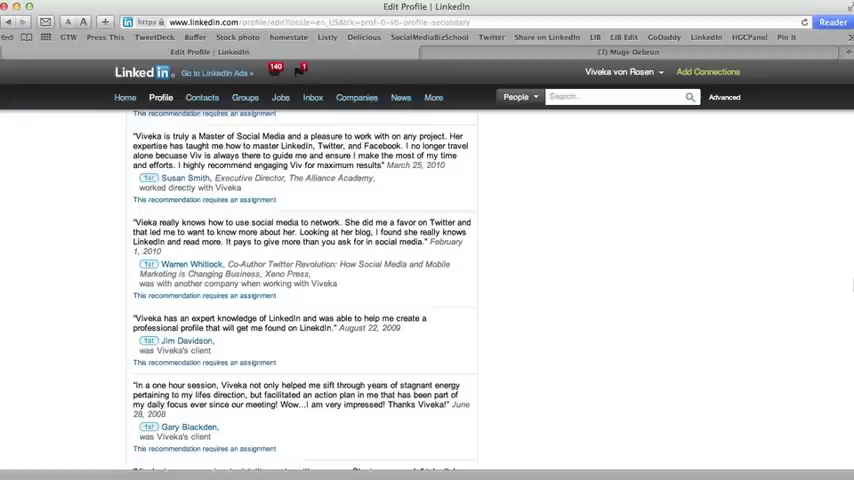 Edit Profile | LinkedIn
https www.linkedin.com/profile/edit?locale=en_US&trk=prof-0-sb-profile-secondary
Reader
GTW Press This TweetDeck Buffer Stock photo homestate Listly Delicious SocialMediaBizSchool Twitter Share on LinkedIn LIB LIB Edit GoDaddy LinkedIn HGCPanel Pin it
Edit Profile | LinkedIn
(3) Muge Debran
Linked in Go to LinkedIn Ads » 140 1 Viveka von Rosen Add Connections
Home Profile Contacts Groups Jobs Inbox Companies News More People Search... Advanced
This recommendation requires an assignment
"Viveka is truly a Master of Social Media and a pleasure to work with on any project. Her
expertise has taught me how to master LinkedIn, Twitter, and Facebook. I no longer travel
alone becuase Viv is always there to guide me and ensure I make the most of my time
and efforts. I highly recommend engaging Viv for maximum results" March 25, 2010
1st Susan Smith, Executive Director, The Alliance Academy,
worked directly with Viveka
This recommendation requires an assignment
"Vieka really knows how to use social media to network. She did me a favor on Twitter and
that led me to want to know more about her. Looking at her blog, I found she really knows
LinkedIn and read more. It pays to give more than you ask for in social media." February
1, 2010
1st Warren Whitlock, Co-Author Twitter Revolution: How Social Media and Mobile
Marketing is Changing Business, Xeno Press,
was with another company when working with Viveka
This recommendation requires an assignment
"Viveka has an expert knowledge of LinkedIn and was able to help me create a
professional profile that will get me found on LinekdIn." August 22, 2009
1st Jim Davidson,
was Viveka's client
This recommendation requires an assignment
"In a one hour session, Viveka not only helped me sift through years of stagnant energy
pertaining to my lifes direction, but facilitated an action plan in me that has been part of
my daily focus ever since our meeting! Wow...I am very impressed! Thanks Viveka!" June
28, 2008
1st Gary Blackden,
was Viveka's client
This recommendation requires an assignment